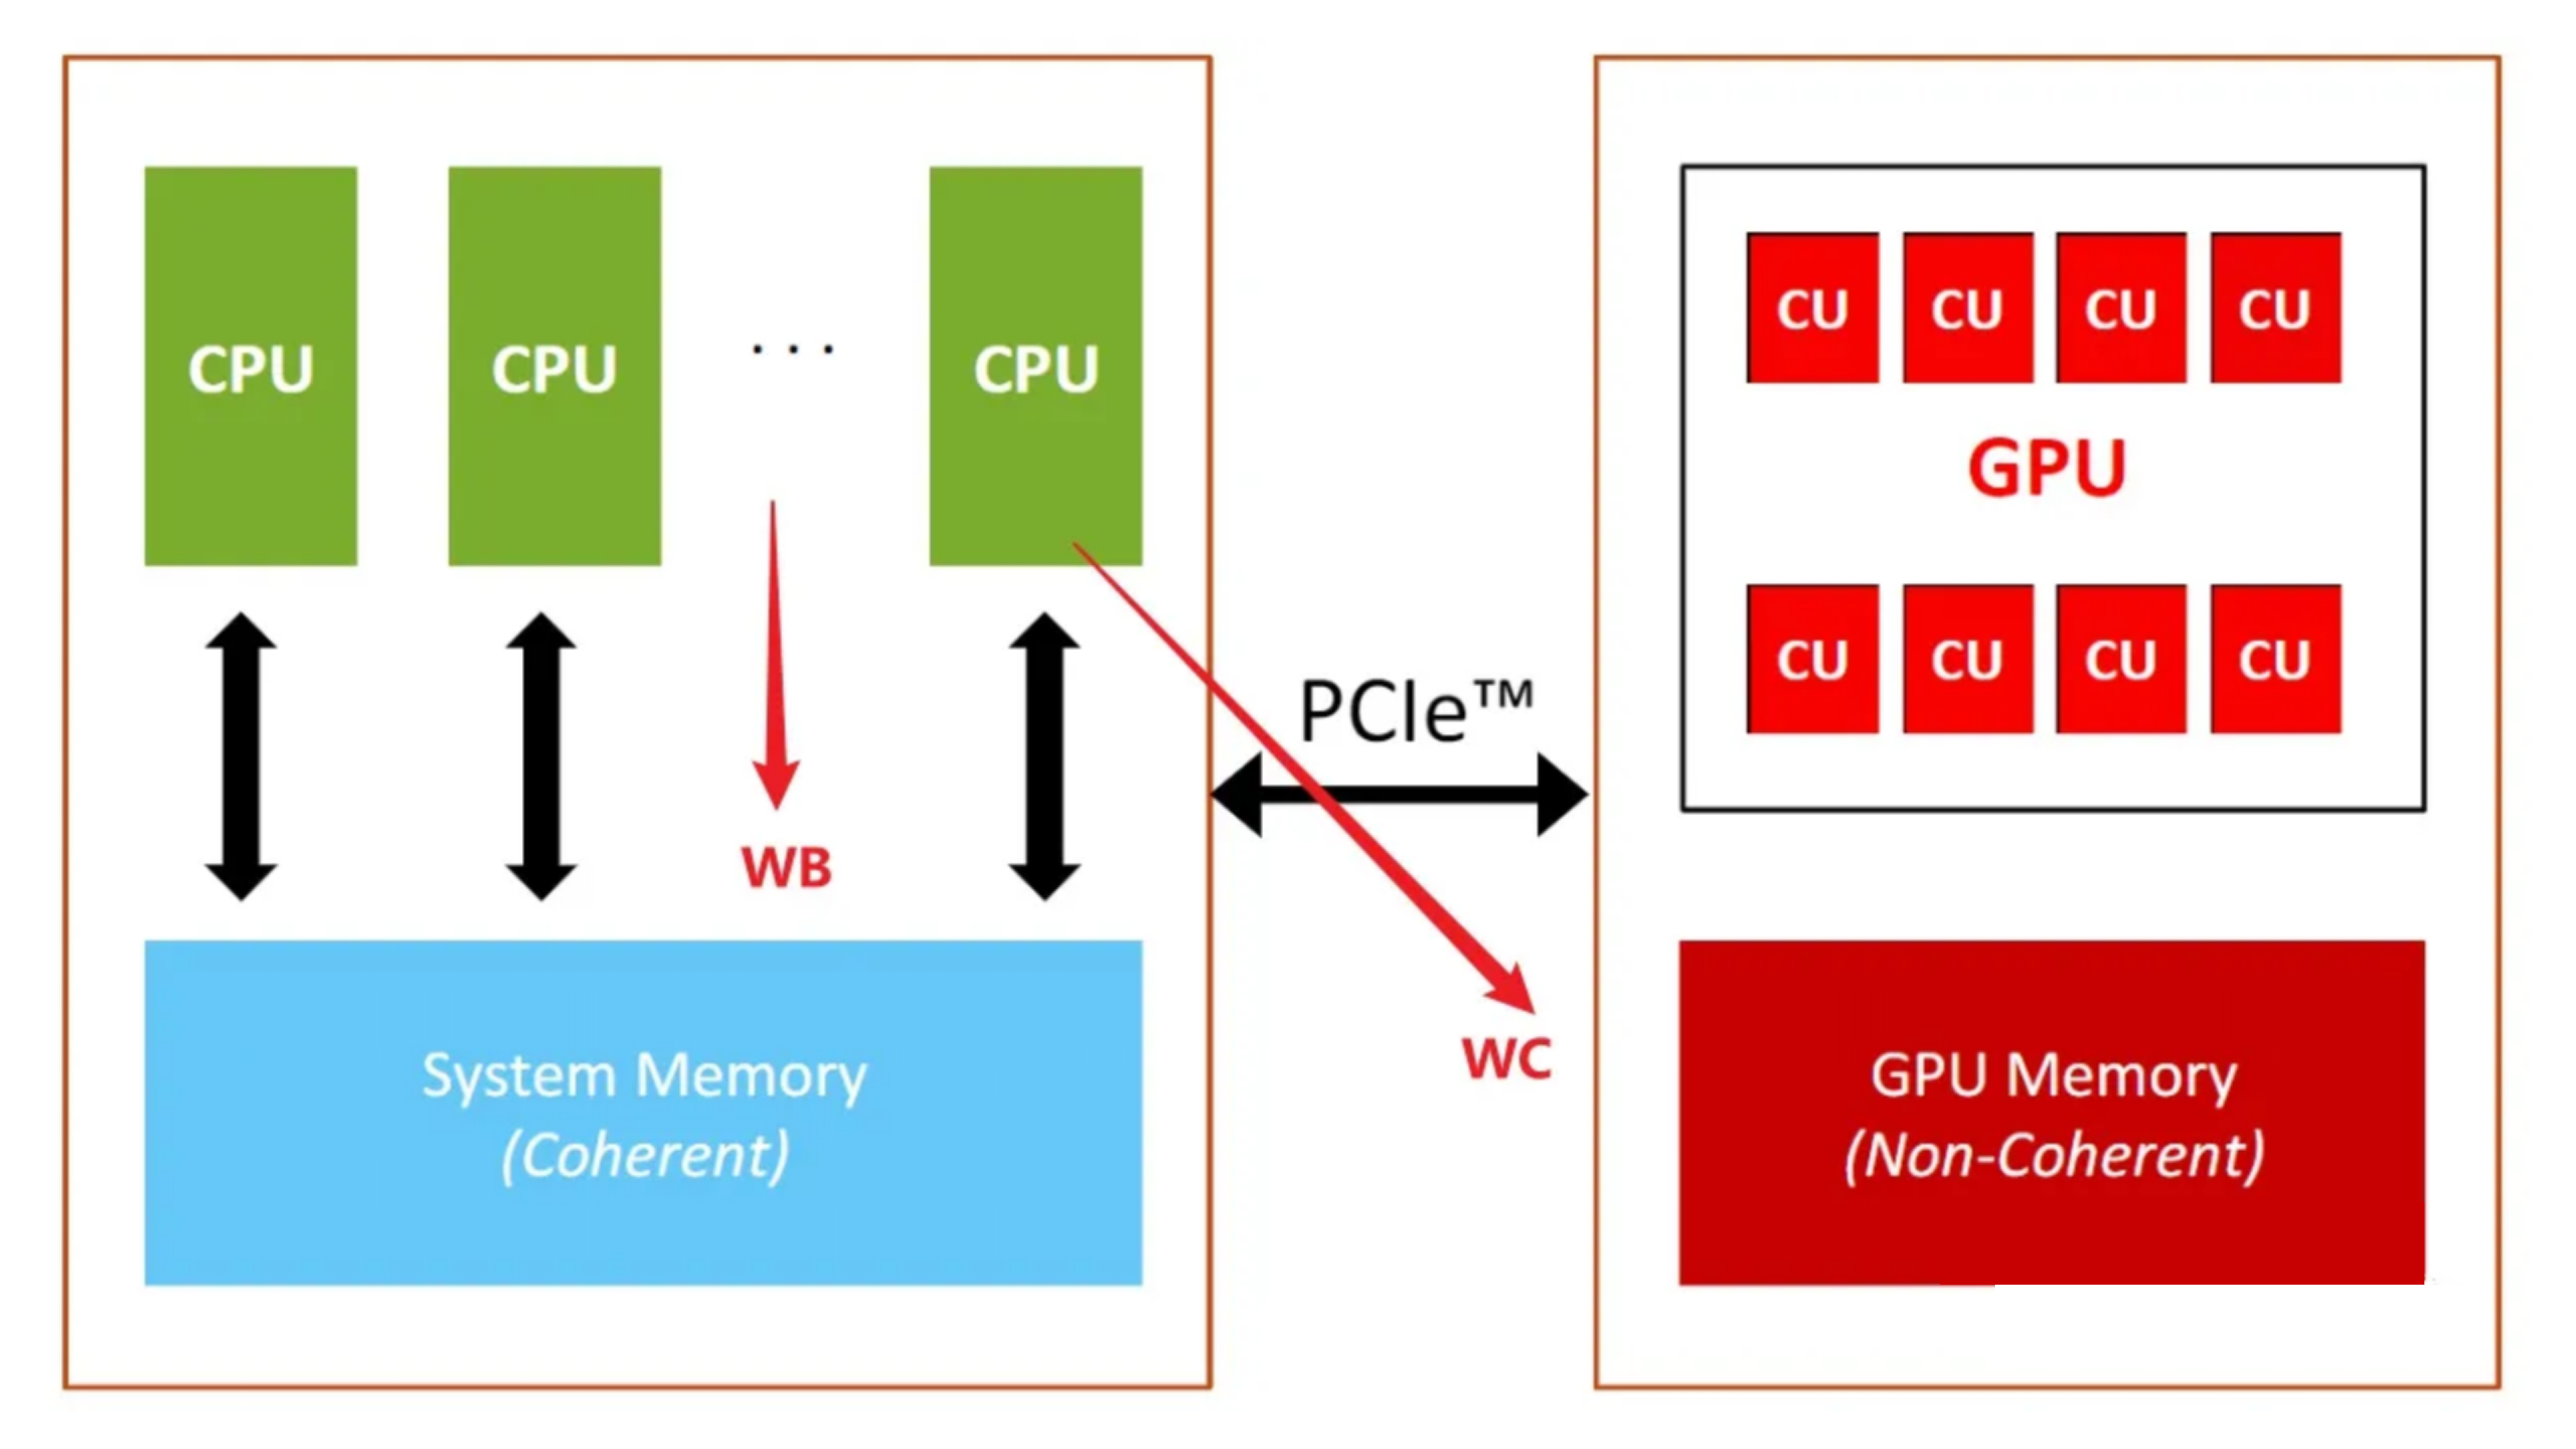 CPU
CPU
. . .
CPU
WB
System Memory
(Coherent)
PCIe™
WC
CU CU CU CU
GPU
CU CU CU CU
GPU Memory
(Non-Coherent)